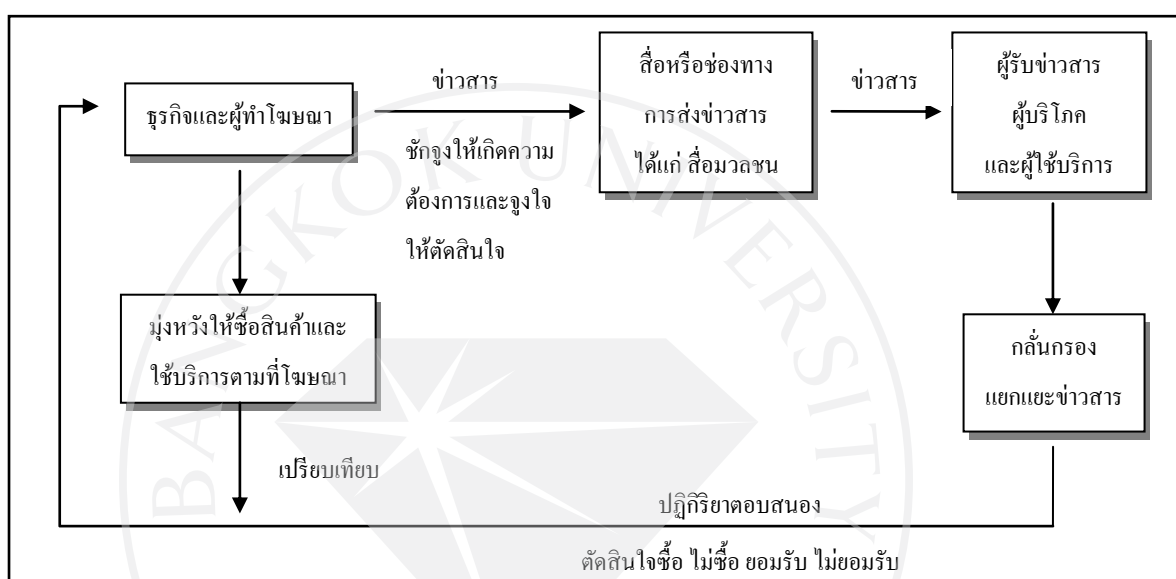 ธุรกิจและผู้ทำโฆษณา
ข่าวสาร
ชักจูงให้เกิดความ
ต้องการและจูงใจ
ให้ตัดสินใจ
สื่อหรือช่องทาง
การส่งข่าวสาร
ได้แก่ สื่อมวลชน
ข่าวสาร
ผู้รับข่าวสาร
ผู้บริโภค
และผู้ใช้บริการ
มุ่งหวังให้ซื้อสินค้าและ
ใช้บริการตามที่โฆษณา
กลั่นกรอง
แยกแยะข่าวสาร
เปรียบเทียบ
ปฏิกิริยาตอบสนอง
ตัดสินใจซื้อ ไม่ซื้อ ยอมรับ ไม่ยอมรับ
BANGKOK UNIVERSITY